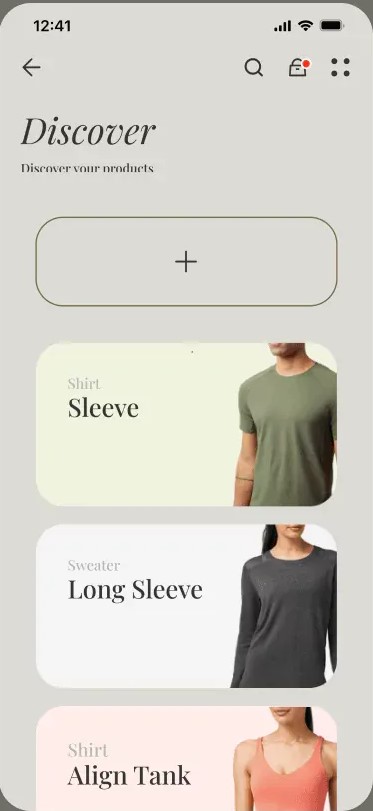 12:41
Discover
Discover your products
Shirt
Sleeve
Sweater
Long Sleeve
Shirt
Align Tank